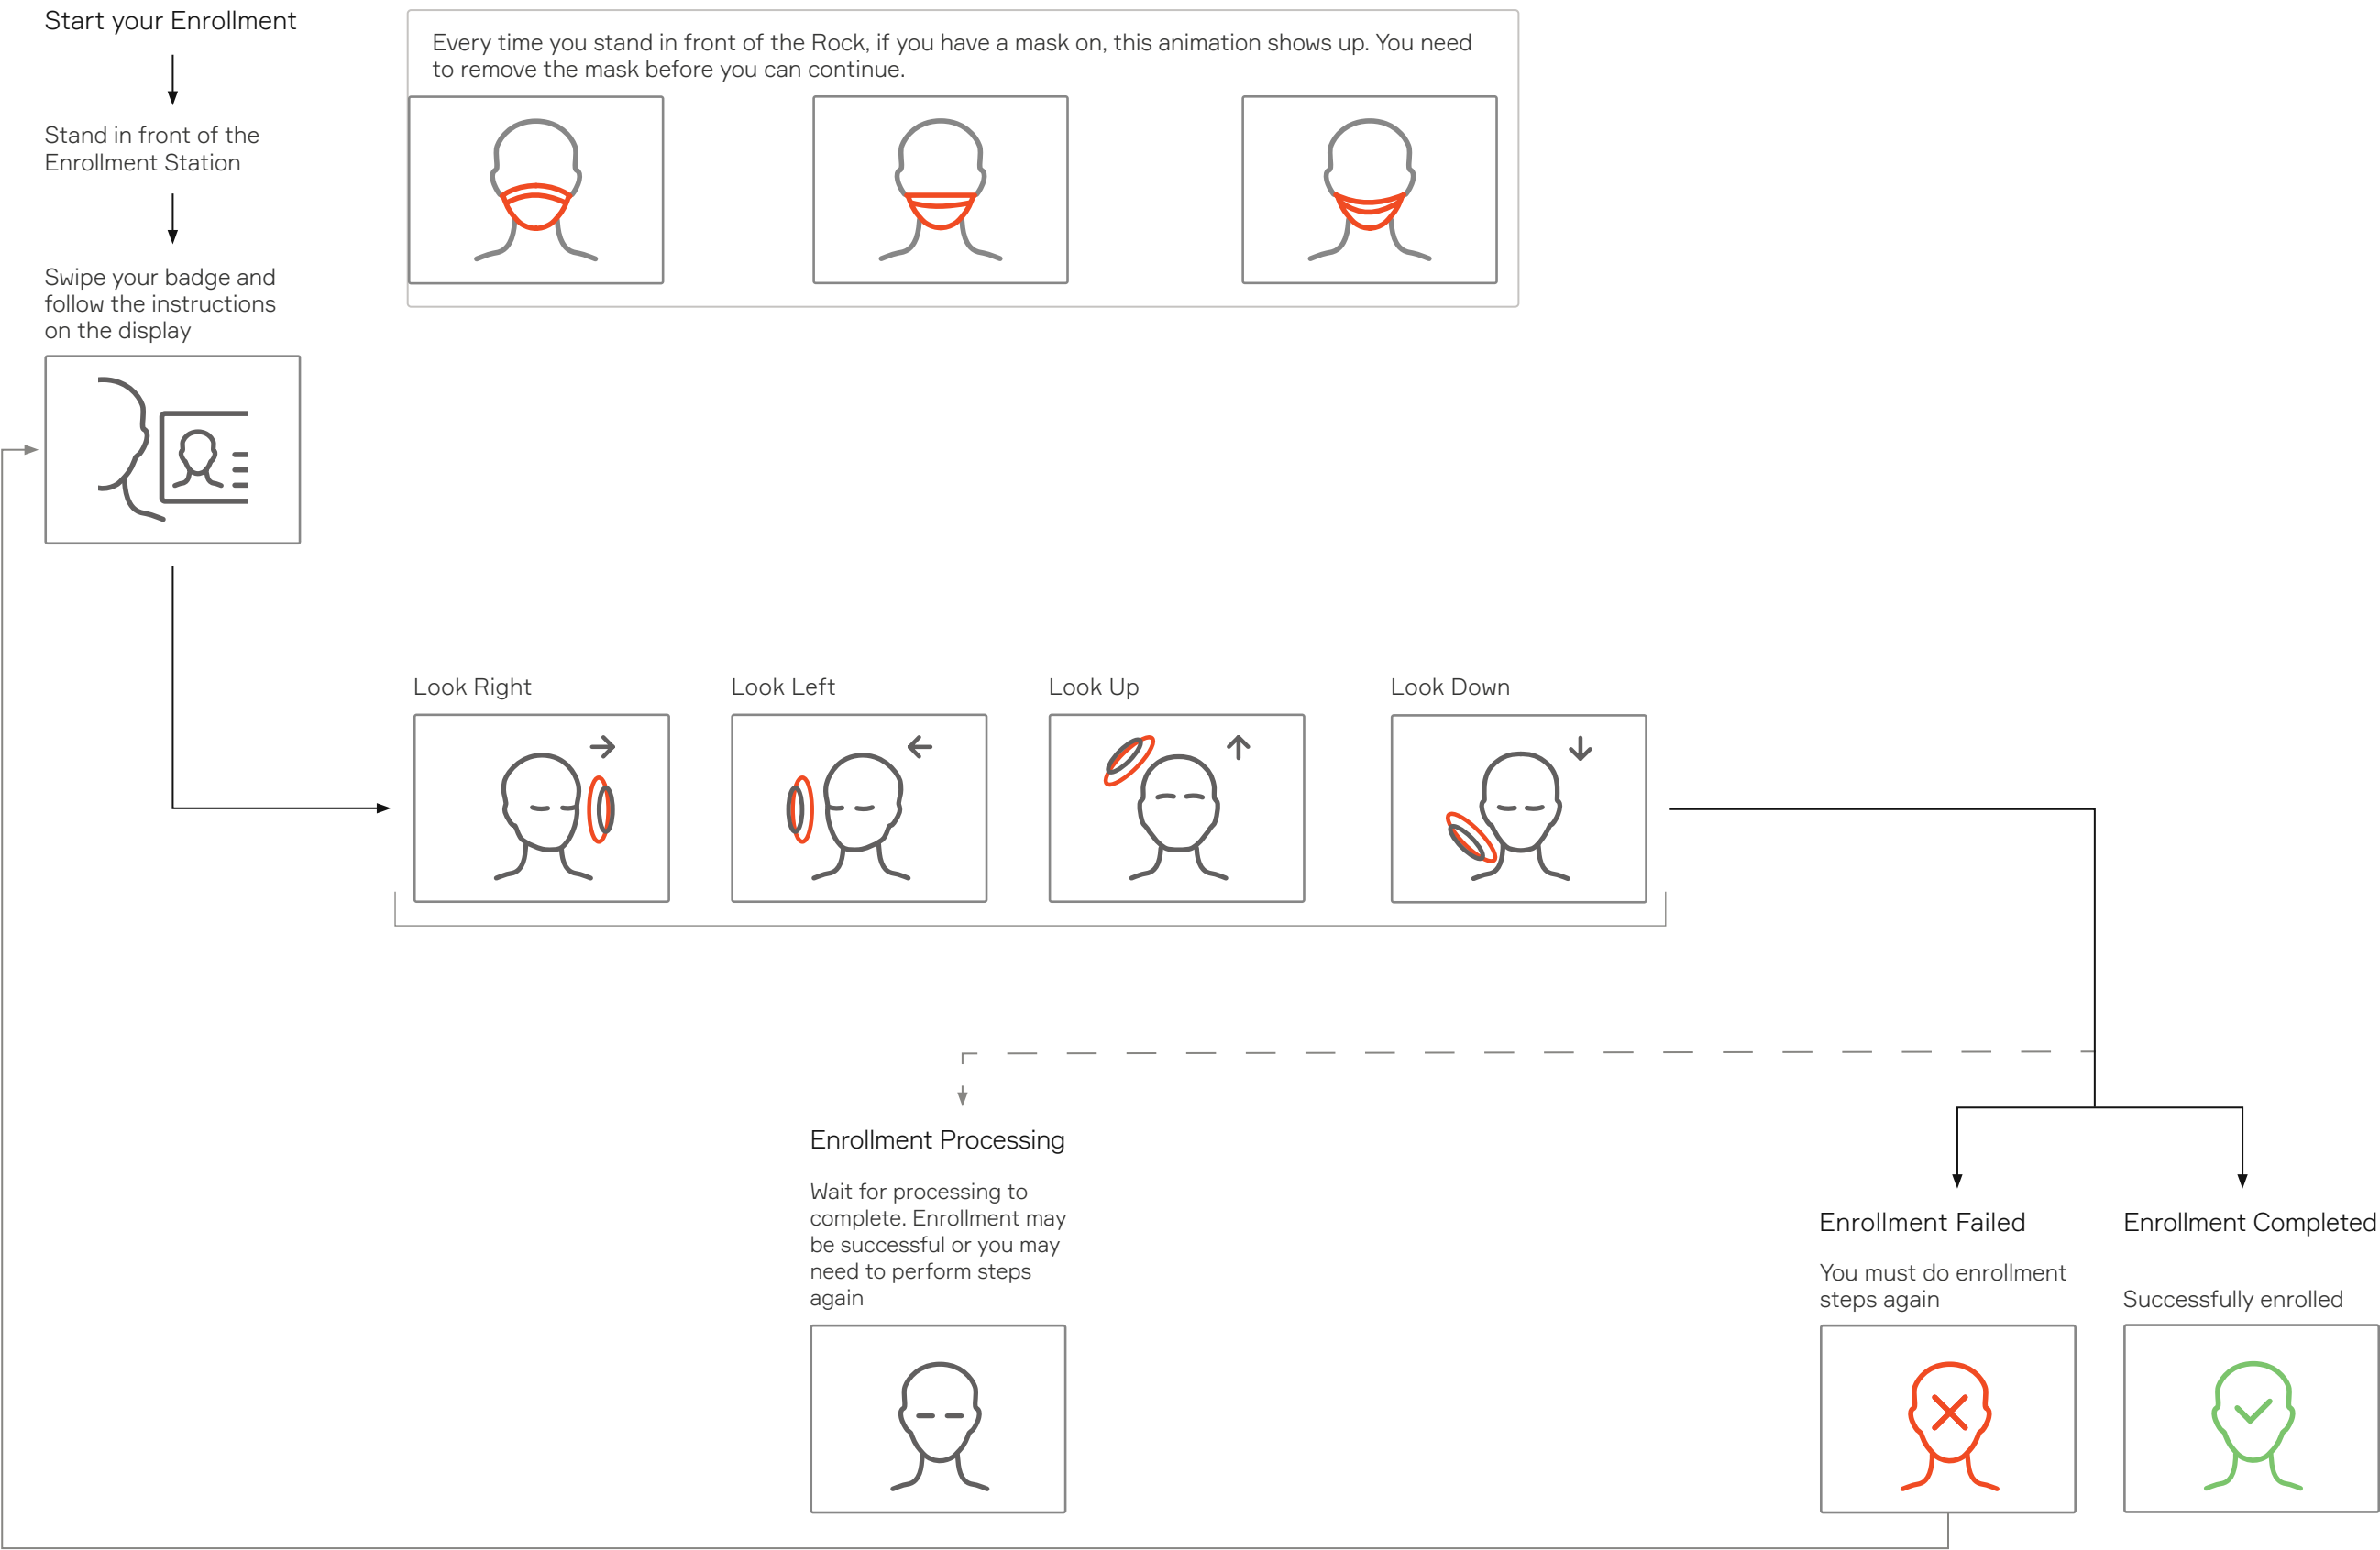 Start your Enrollment
Stand in front of the
Enrollment Station
Swipe your badge and
follow the instructions
on the display
Every time you stand in front of the Rock, if you have a mask on, this animation shows up. You need
to remove the mask before you can continue.
Look Right
Look Left
Look Up
Look Down
Enrollment Processing
Wait for processing to
complete. Enrollment may
be successful or you may
need to perform steps
again
Enrollment Failed
You must do enrollment
steps again
Enrollment Completed
Successfully enrolled